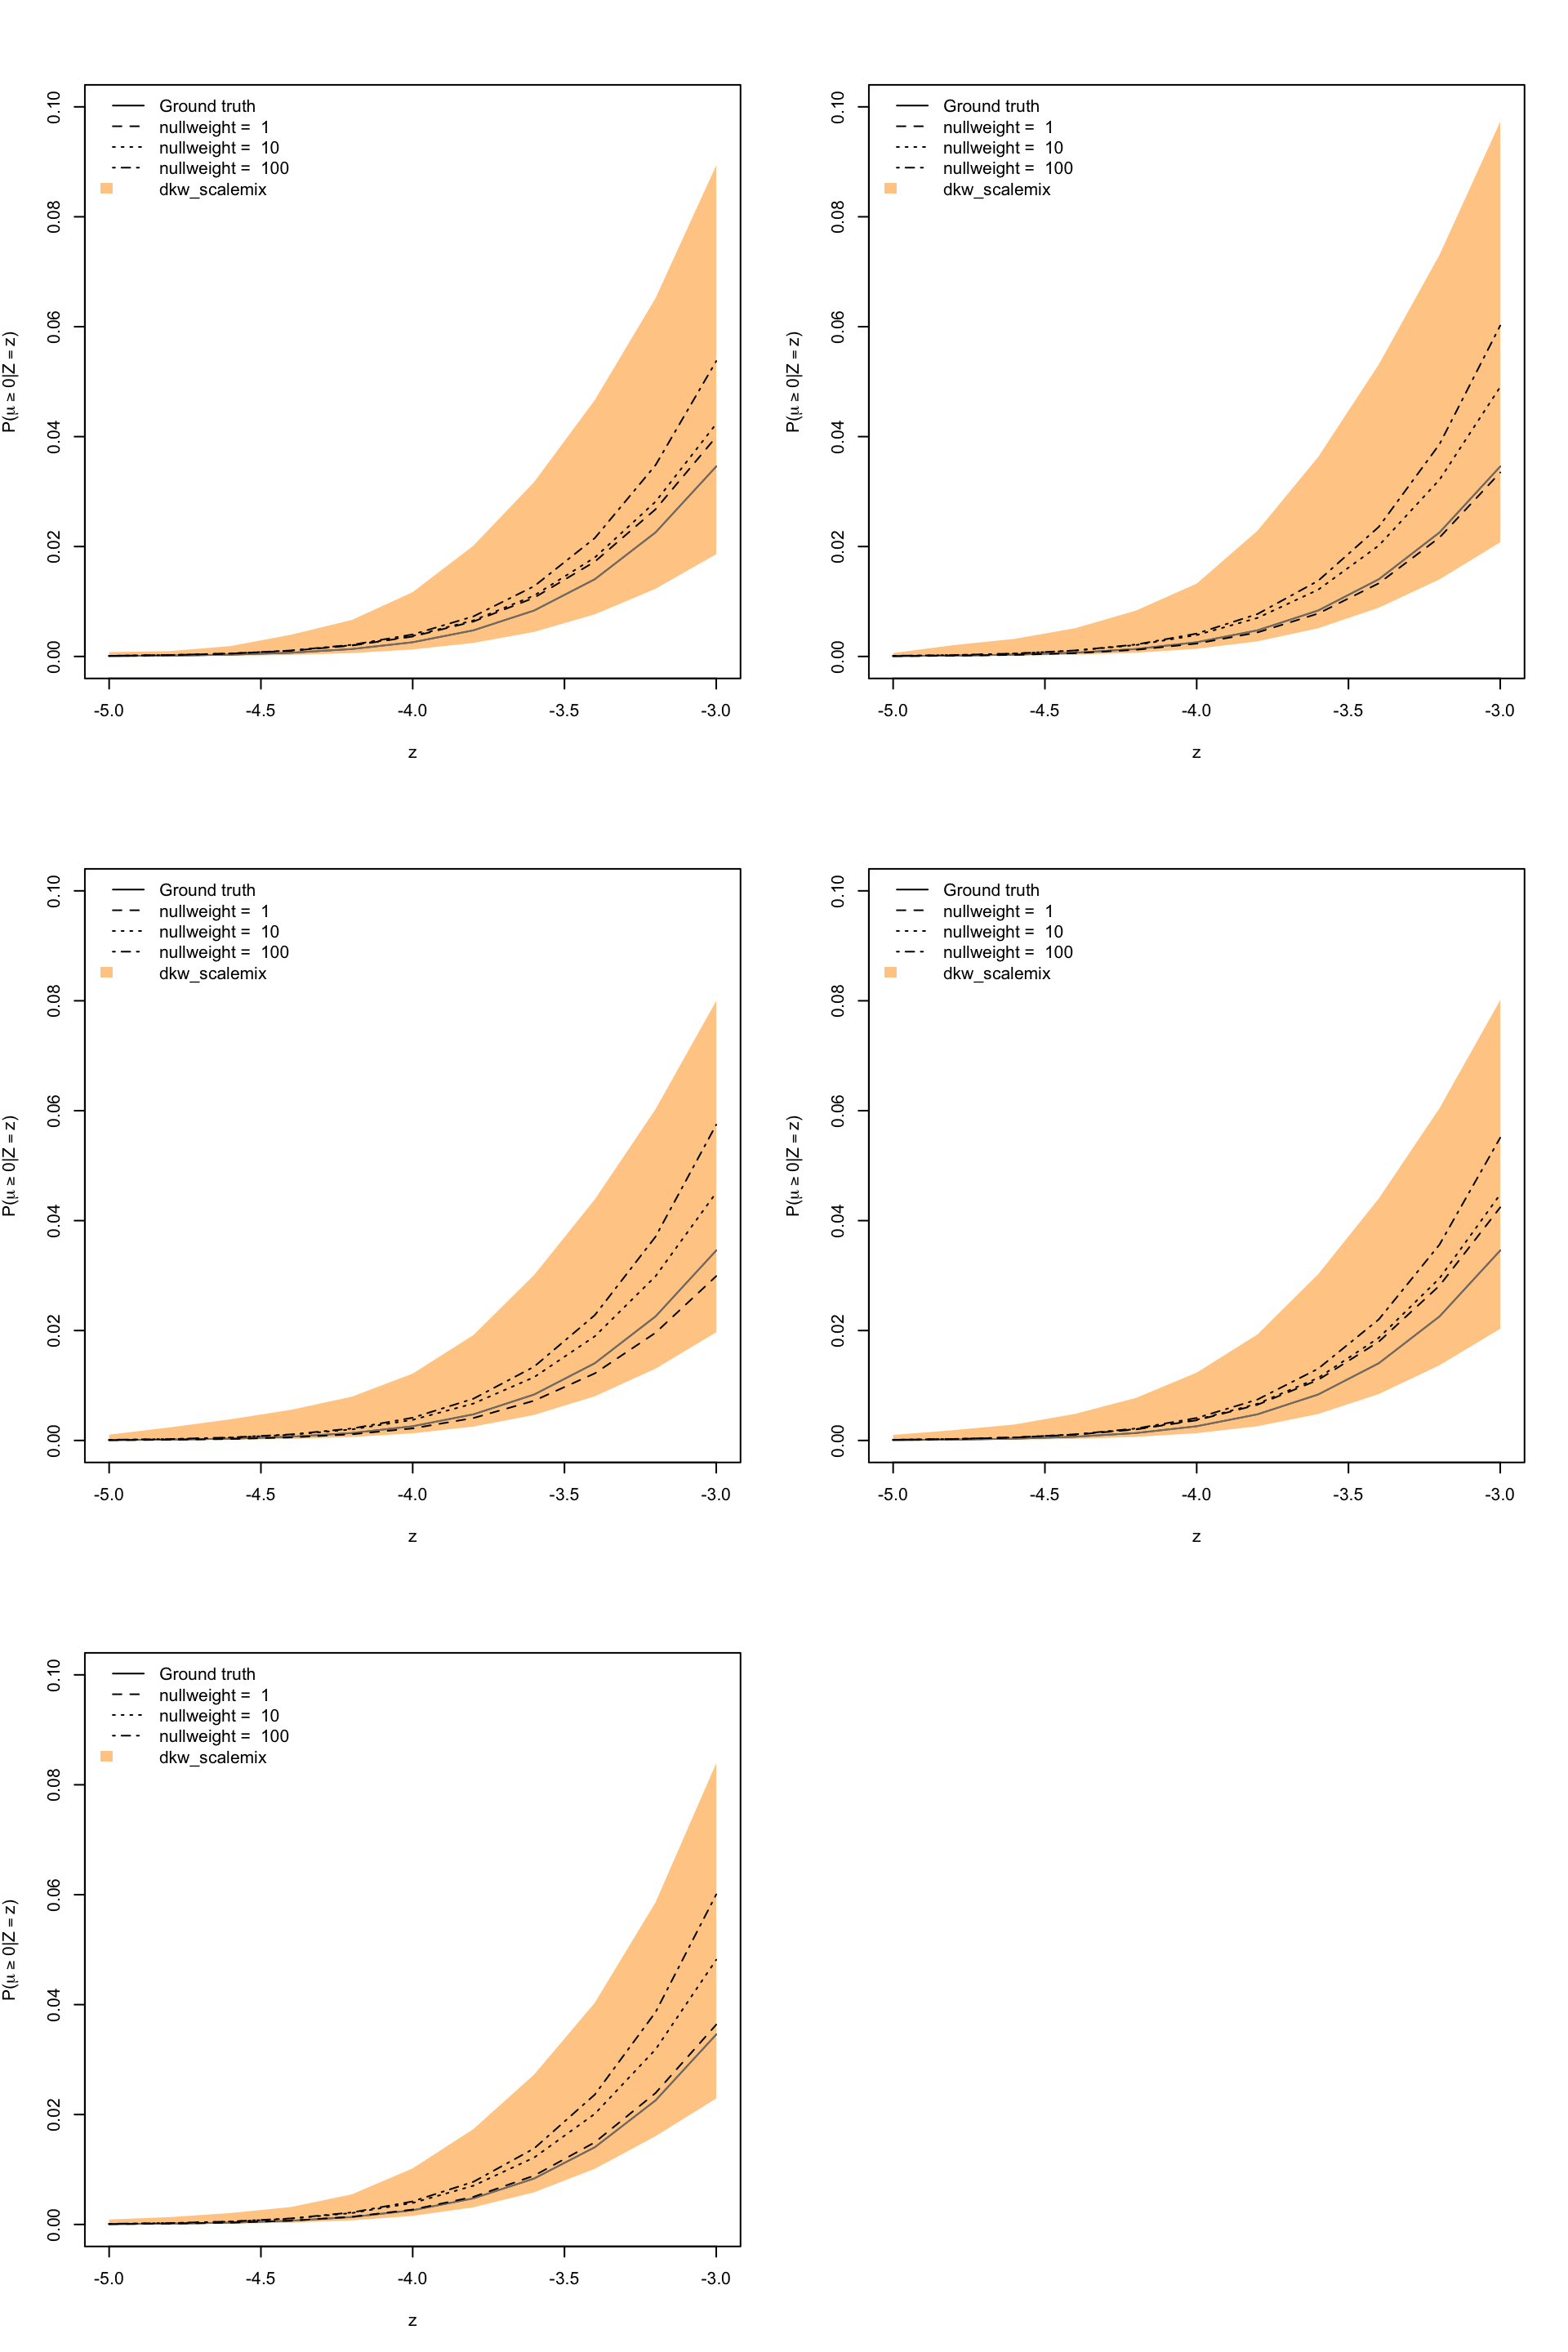 Ground truth
nullweight = 1
nullweight = 10
nullweight = 100
dkw_scalemix
P(μ ≥ 0|Z = z)
0.10
0.08
0.06
0.04
0.02
0.00
-5.0 -4.5 -4.0 -3.5 -3.0
z
Ground truth
nullweight = 1
nullweight = 10
nullweight = 100
dkw_scalemix
P(μ ≥ 0|Z = z)
0.10
0.08
0.06
0.04
0.02
0.00
-5.0 -4.5 -4.0 -3.5 -3.0
z
Ground truth
nullweight = 1
nullweight = 10
nullweight = 100
dkw_scalemix
P(μ ≥ 0|Z = z)
0.10
0.08
0.06
0.04
0.02
0.00
-5.0 -4.5 -4.0 -3.5 -3.0
z
Ground truth
nullweight = 1
nullweight = 10
nullweight = 100
dkw_scalemix
P(μ ≥ 0|Z = z)
0.10
0.08
0.06
0.04
0.02
0.00
-5.0 -4.5 -4.0 -3.5 -3.0
z
Ground truth
nullweight = 1
nullweight = 10
nullweight = 100
dkw_scalemix
P(μ ≥ 0|Z = z)
0.10
0.08
0.06
0.04
0.02
0.00
-5.0 -4.5 -4.0 -3.5 -3.0
z